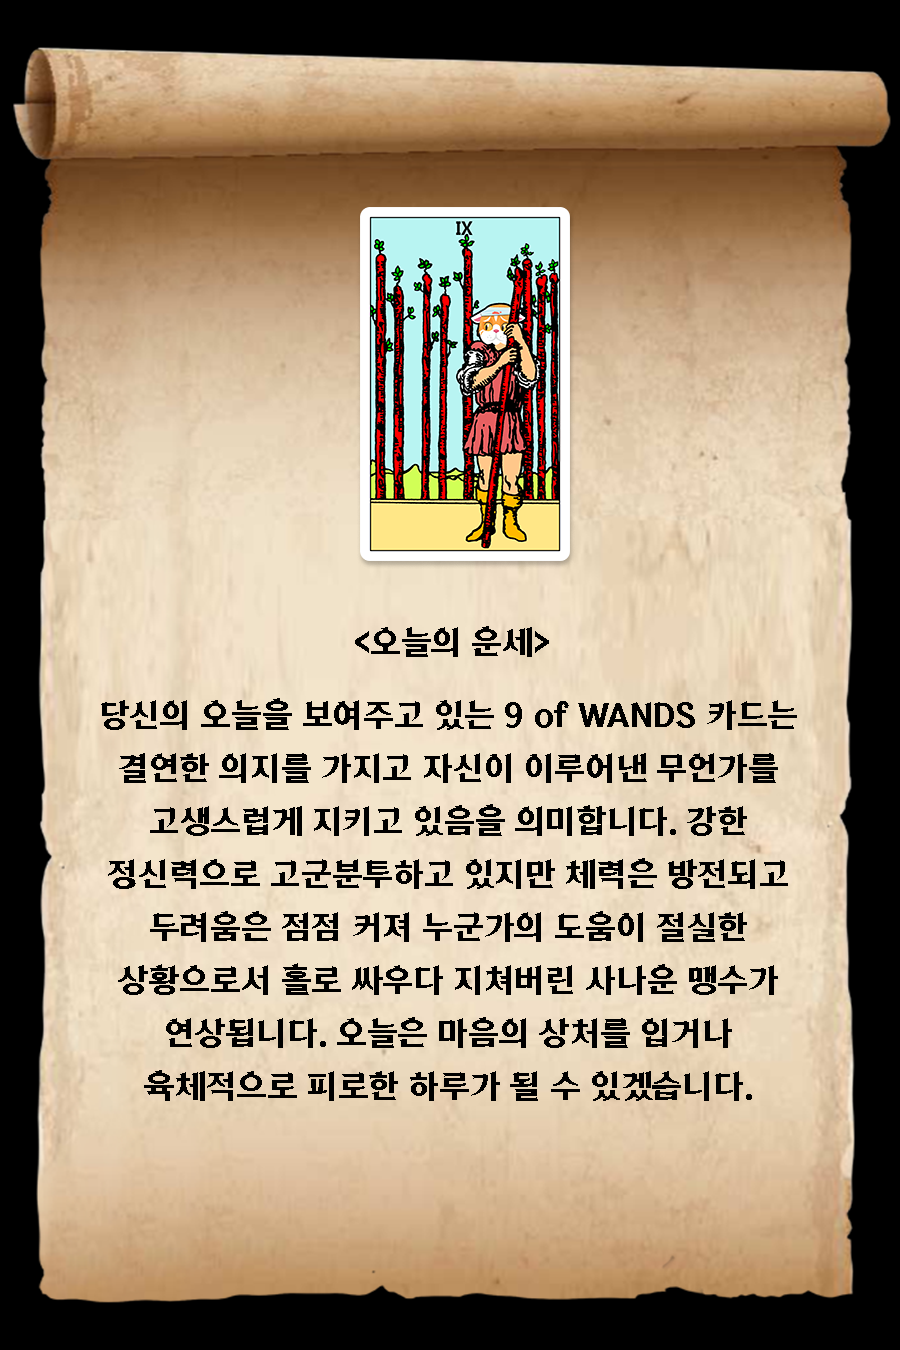 IX
<오늘의 운세>
당신의 오늘을 보여주고 있는 9 of WANDS 카드는
결연한 의지를 가지고 자신이 이루어낸 무언가를
고생스럽게 지키고 있음을 의미합니다. 강한
정신력으로 고군분투하고 있지만 체력은 방전되고
두려움은 점점 커져 누군가의 도움이 절실한
상황으로서 홀로 싸우다 지쳐버린 사나운 맹수가
연상됩니다. 오늘은 마음의 상처를 입거나
육체적으로 피로한 하루가 될 수 있겠습니다.